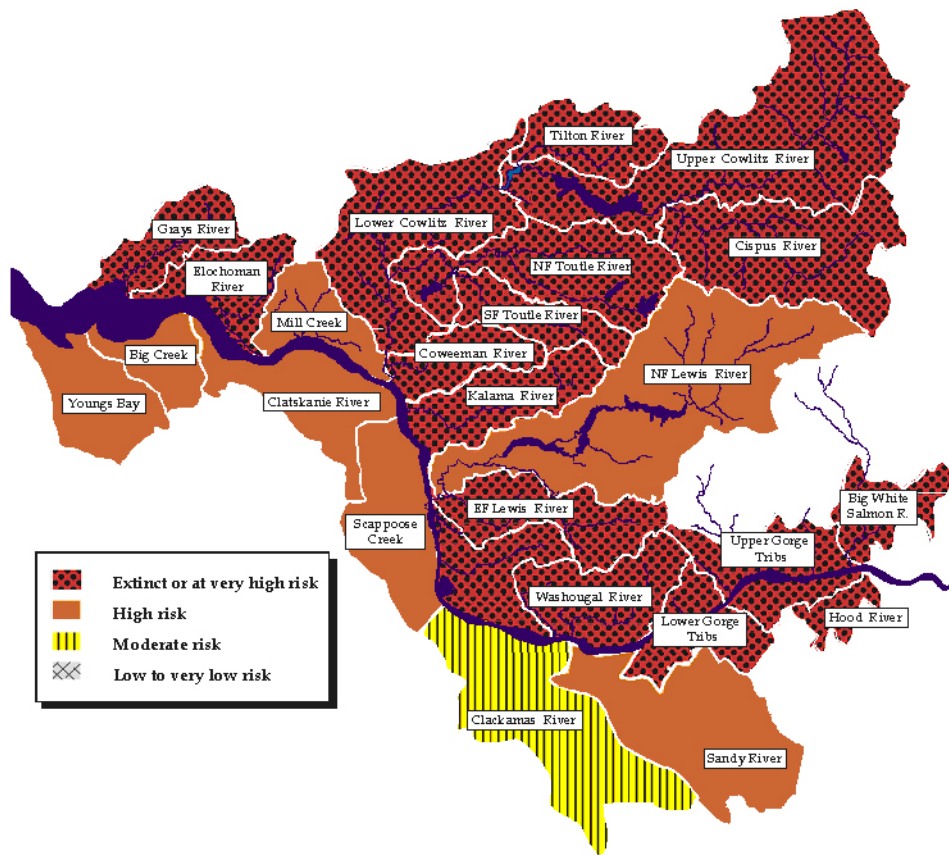 Tilton River
Upper Cowlitz River
Grays River
Lower Cowlitz River
Cispus River
Elochoman
River
NF Toutle River
Mill Creek
SF Toutle River
Big Creek
Coweeman River
NF Lewis River
Youngs Bay
Clatskanie River
Kalama River
Big White
Salmon R.
EF Lewis River
Scappoose
Creek
Upper Gorge
Tribs
Washougal River
Hood River
Lower Gorge
Tribs
Extinct or at very high risk
High risk
Moderate risk
Low to very low risk
Clackamas River
Sandy River